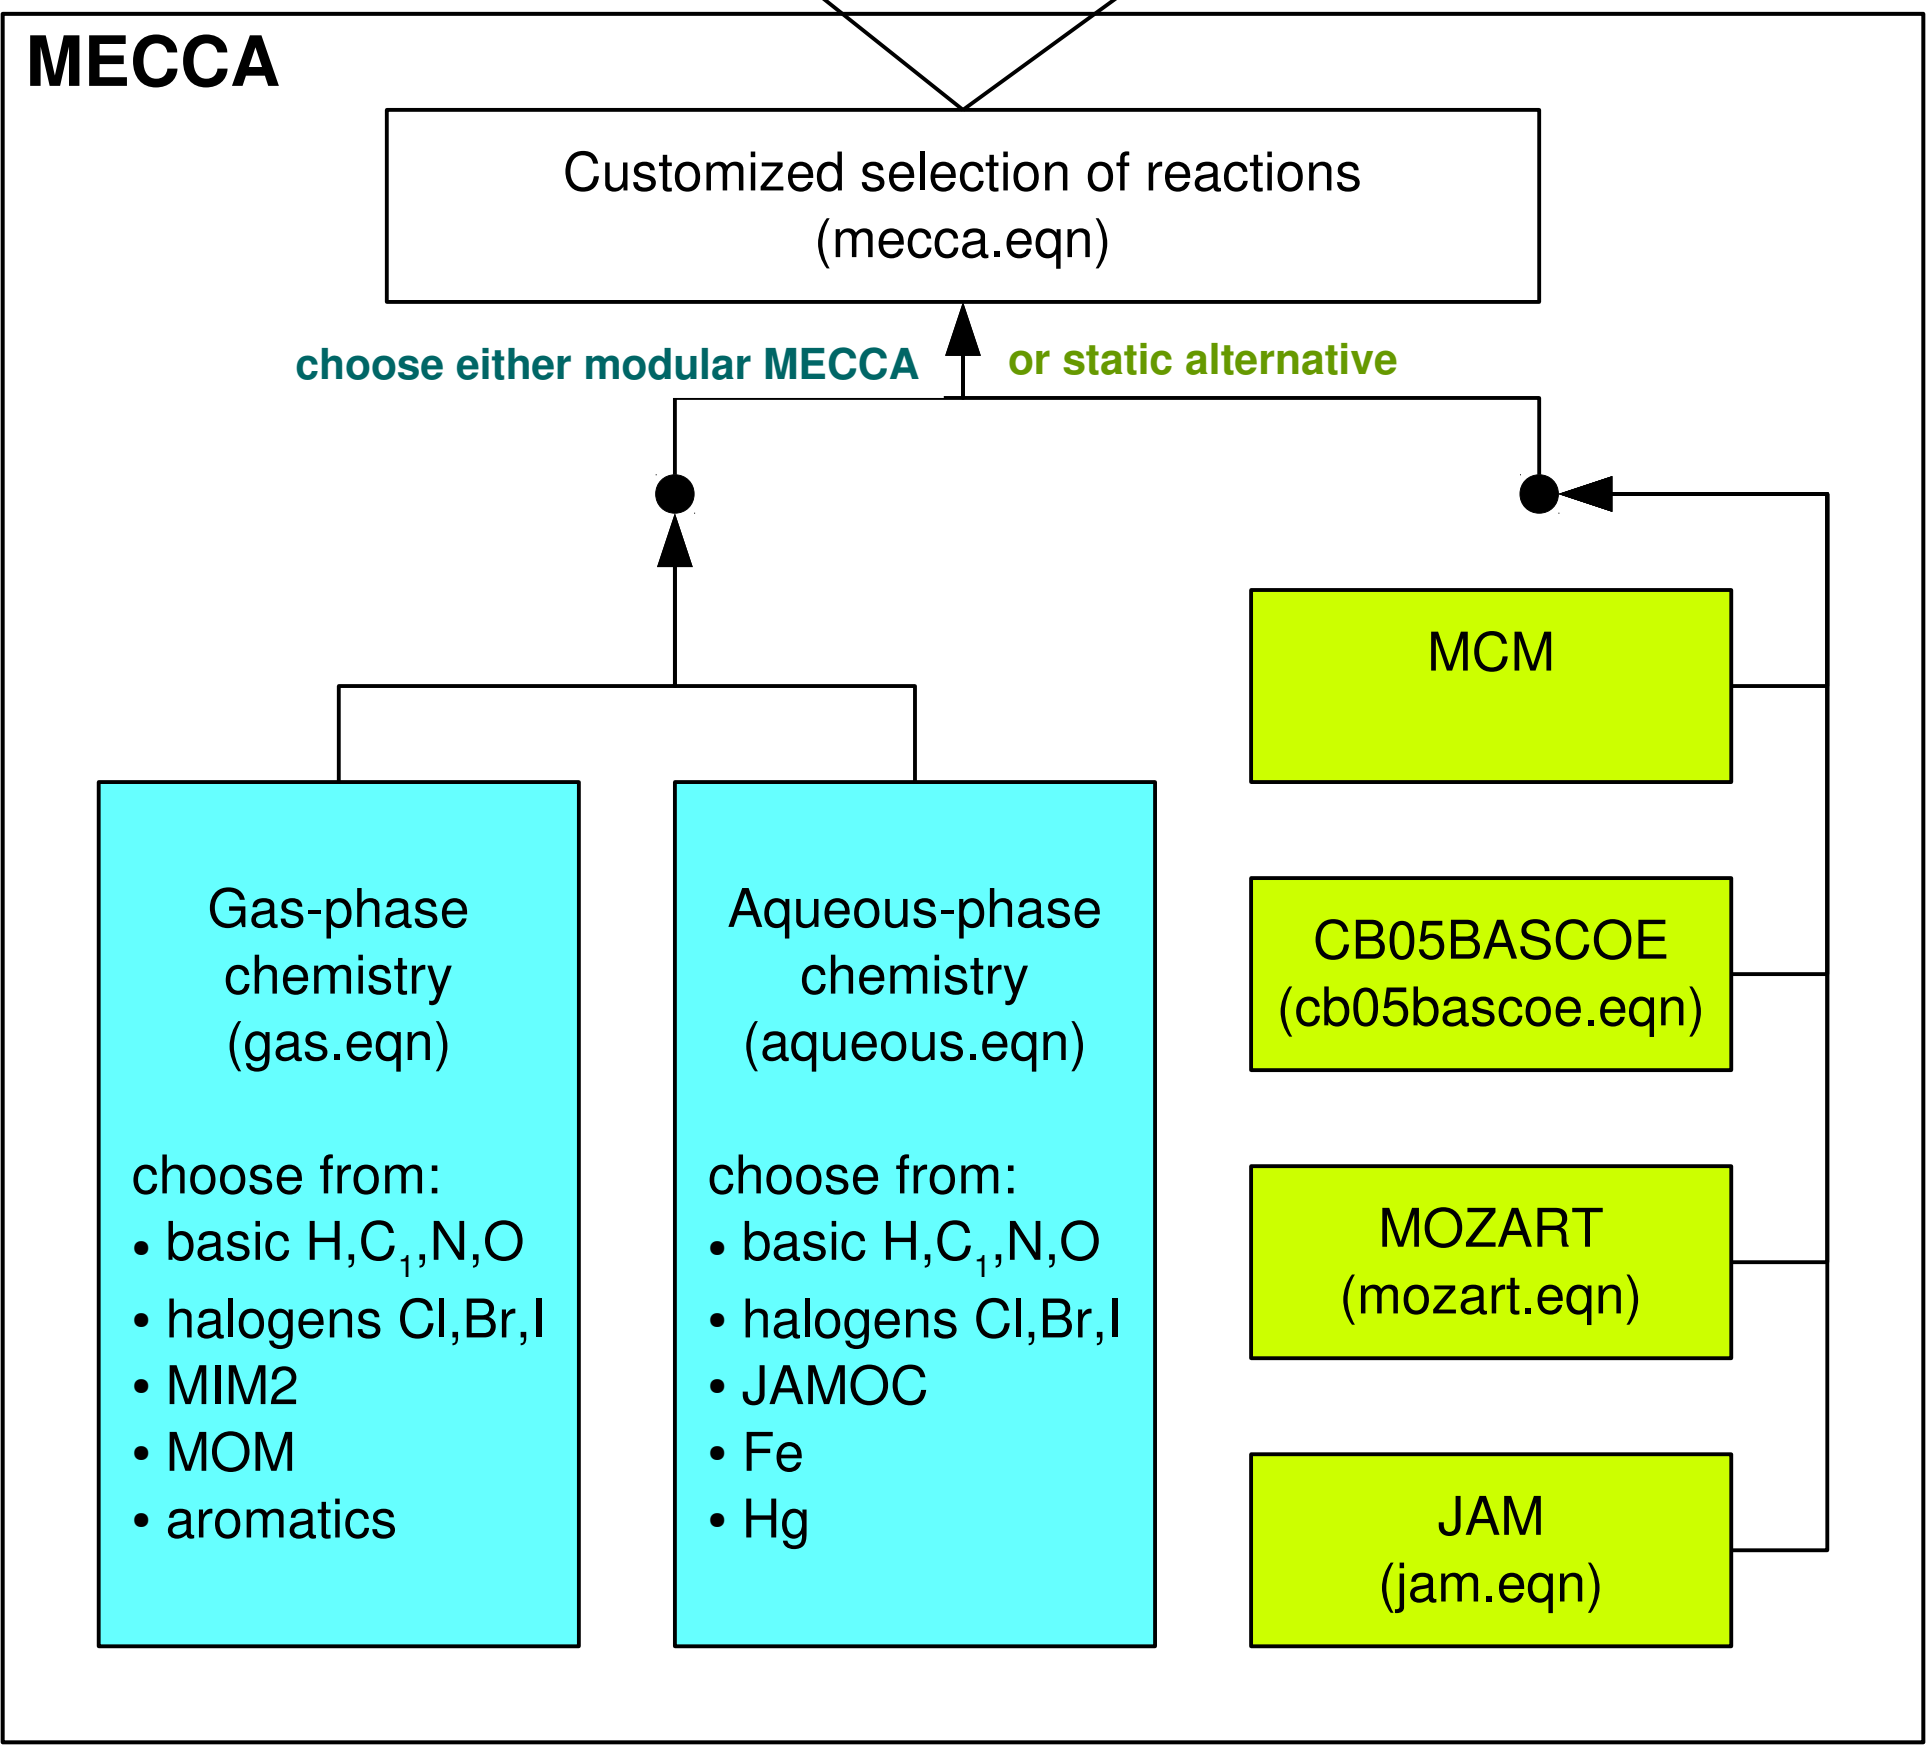 MECCA
Customized selection of reactions
(mecca.eqn)
choose either modular MECCA
or static alternative
Gas-phase
chemistry
(gas.eqn)
choose from:
• basic H,C₁,N,O
• halogens Cl,Br,I
• MIM2
• MOM
• aromatics
Aqueous-phase
chemistry
(aqueous.eqn)
choose from:
• basic H,C₁,N,O
• halogens Cl,Br,I
• JAMOC
• Fe
• Hg
MCM
CB05BASCOE
(cb05bascoe.eqn)
MOZART
(mozart.eqn)
JAM
(jam.eqn)